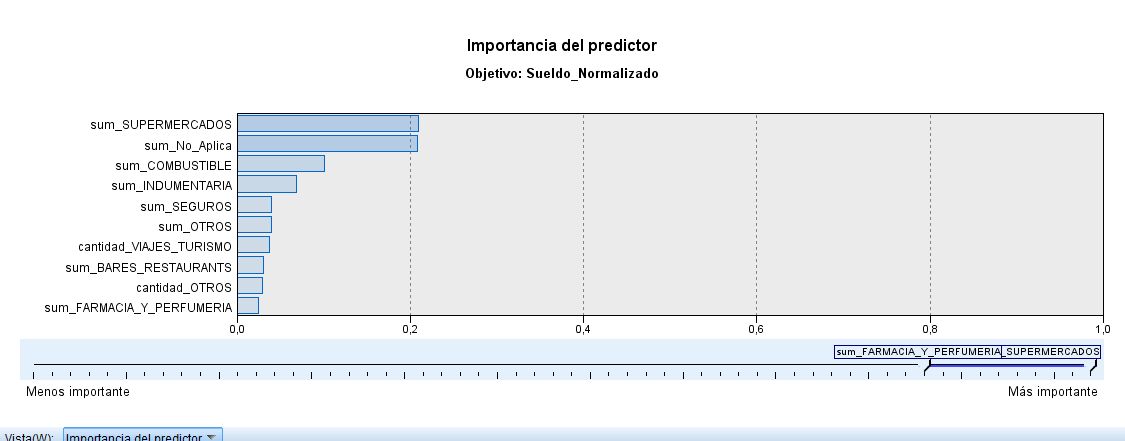 Importancia del predictor
Objetivo: Sueldo_Normalizado
sum_SUPERMERCADOS
sum_No_Aplica
sum_COMBUSTIBLE
sum_INDUMENTARIA
sum_SEGUROS
sum_OTROS
cantidad_VIAJES_TURISMO
sum_BARES_RESTAURANTS
cantidad_OTROS
sum_FARMACIA_Y_PERFUMERIA
0,0 0,2 0,4 0,6 0,8 1,0
sum_FARMACIA_Y_PERFUMERIA_SUPERMERCADOS
Menos importante Más importante
Vista(W): Importancia del predictor